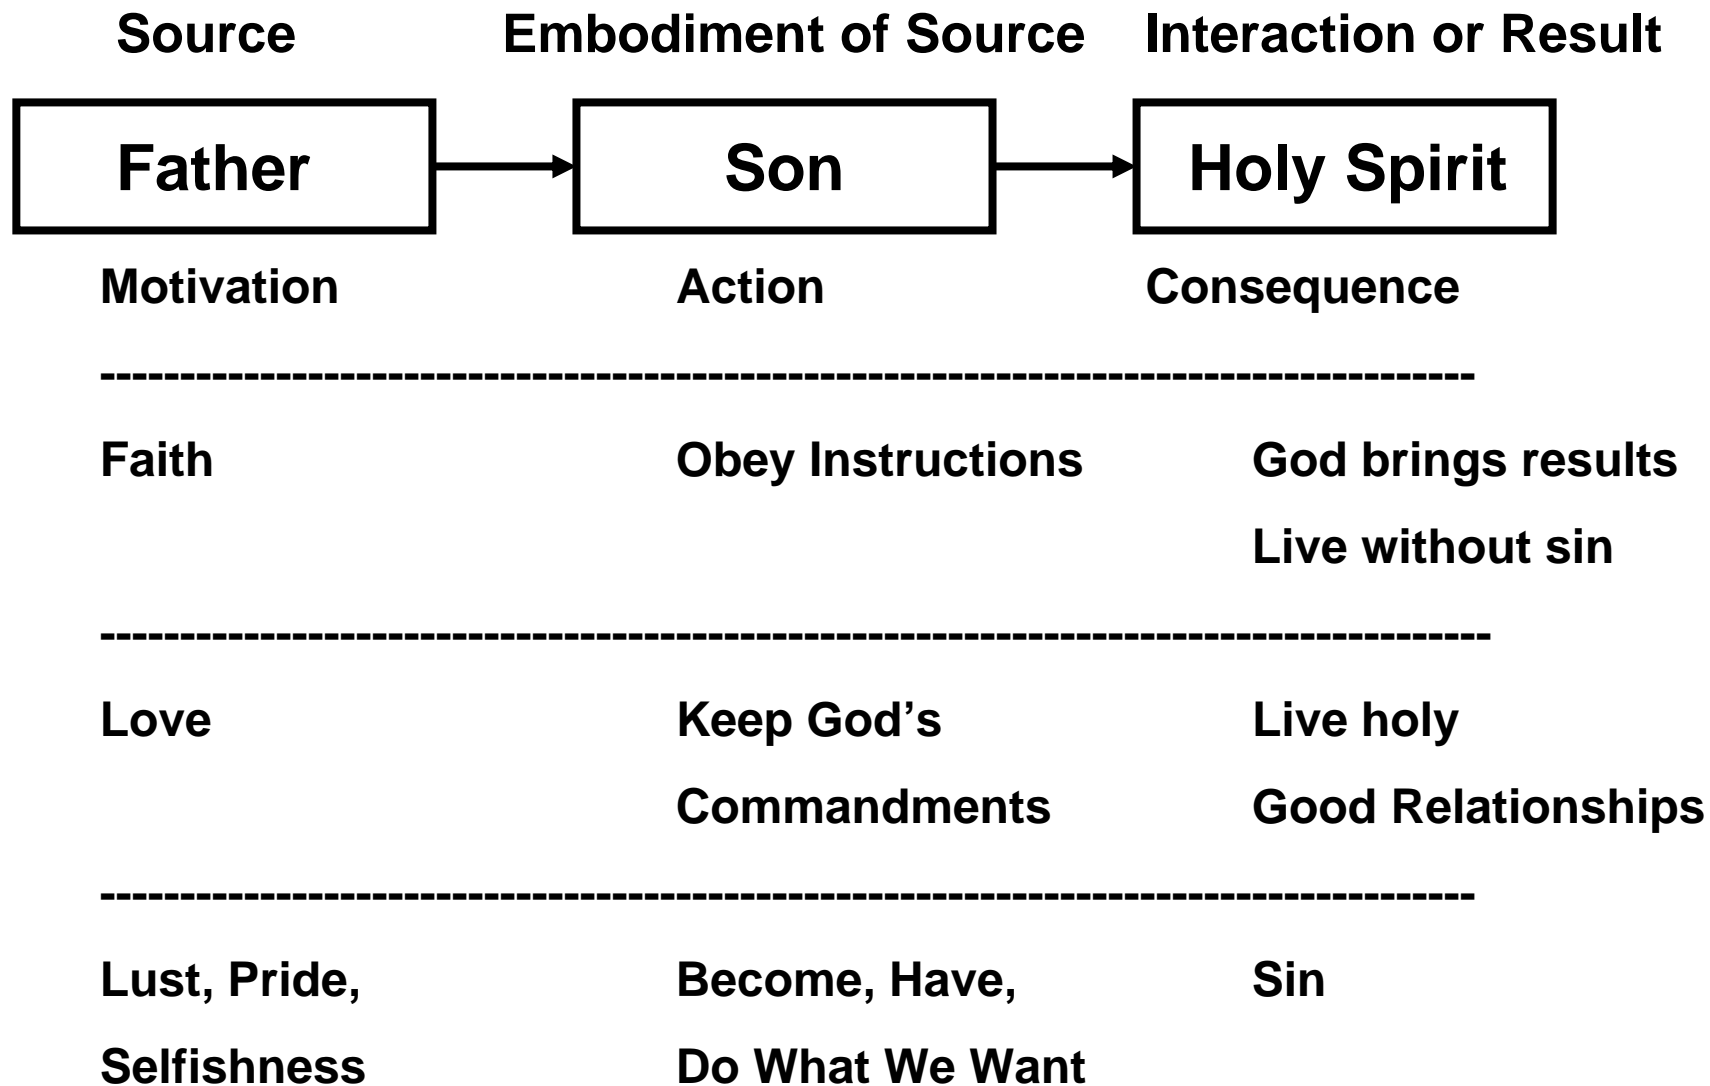 Source Embodiment of Source Interaction or Result
Father Son Holy Spirit
Motivation Action Consequence
--------------------------------------------------------------------------------------
Faith Obey Instructions God brings results
Live without sin
---------------------------------------------------------------------------------------
Love Keep God’s Live holy
Commandments Good Relationships
--------------------------------------------------------------------------------------
Lust, Pride, Become, Have, Sin
Selfishness Do What We Want